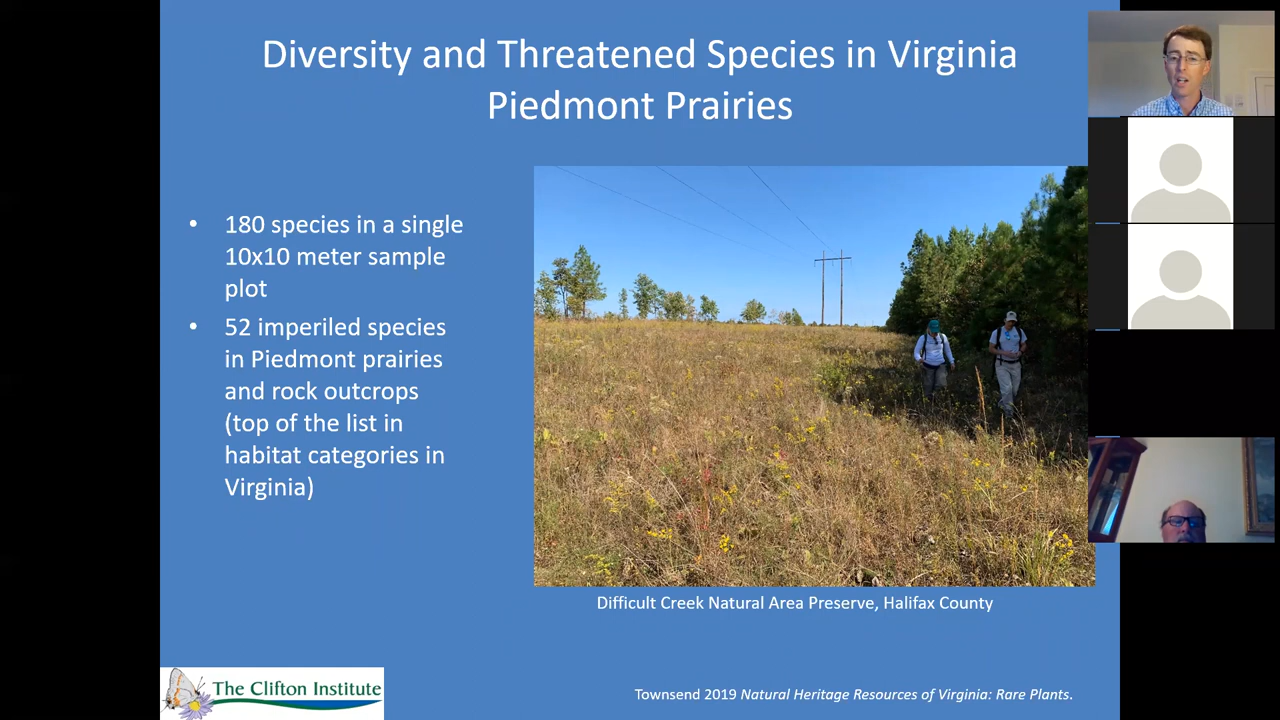 Diversity and Threatened Species in Virginia
Piedmont Prairies
• 180 species in a single
10x10 meter sample
plot
• 52 imperiled species
in Piedmont prairies
and rock outcrops
(top of the list in
habitat categories in
Virginia)
Difficult Creek Natural Area Preserve, Halifax County
The Clifton Institute
Townsend 2019 Natural Heritage Resources of Virginia: Rare Plants.